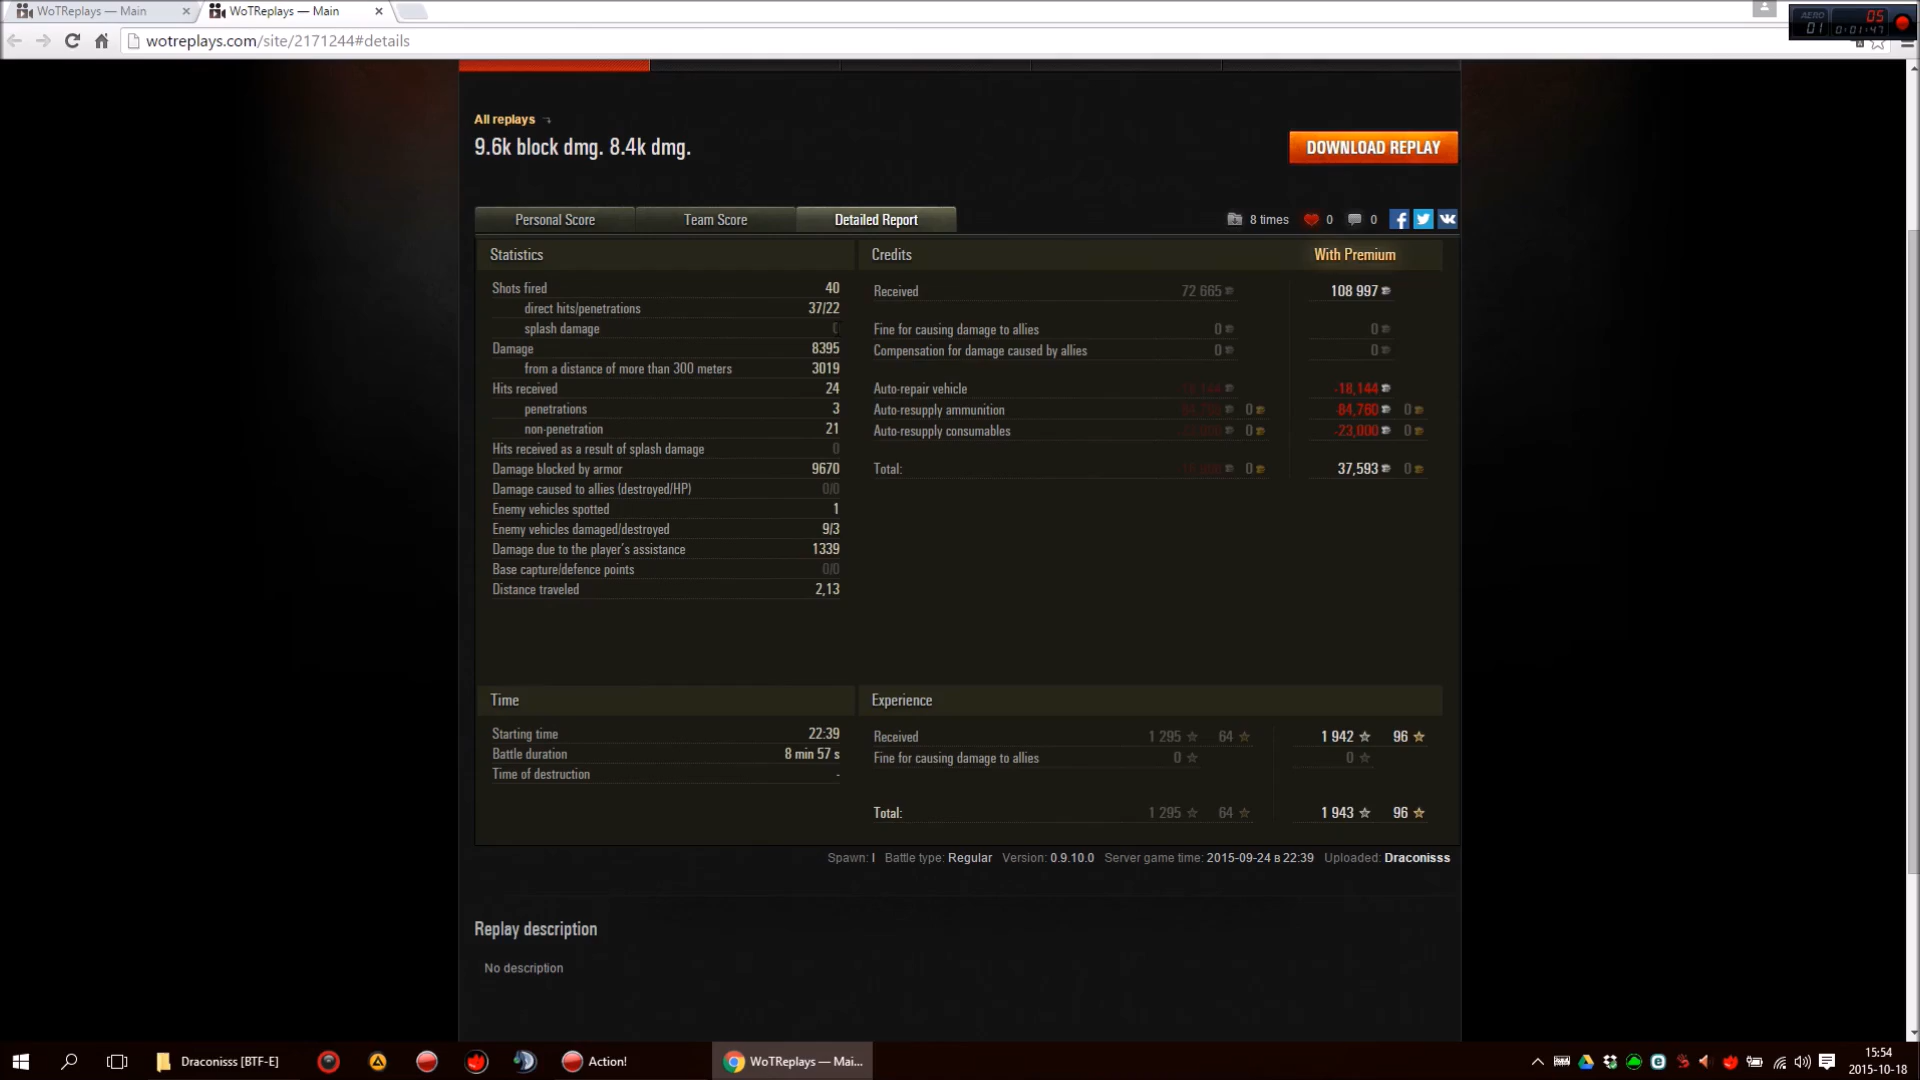 WoTReplays — Main
WoTReplays — Main
AERO
01
05
0:01:47
wotreplays.com/site/2171244#details
All replays
9.6k block dmg. 8.4k dmg.
DOWNLOAD REPLAY
Personal Score
Team Score
Detailed Report
8 times 0 0
Statistics
Shots fired 40
direct hits/penetrations 37/22
splash damage
Damage 8395
from a distance of more than 300 meters 3019
Hits received 24
penetrations 3
non-penetration 21
Hits received as a result of splash damage 0
Damage blocked by armor 9670
Damage caused to allies (destroyed/HP) 0/0
Enemy vehicles spotted 1
Enemy vehicles damaged/destroyed 9/3
Damage due to the player's assistance 1339
Base capture/defence points 0/0
Distance traveled 2,13
Credits With Premium
Received 72 665 108 997
Fine for causing damage to allies 0 0
Compensation for damage caused by allies 0 0
Auto-repair vehicle -18,144
Auto-resupply ammunition 0 -84,760 0
Auto-resupply consumables 0 -23,000 0
Total: 0 37,593 0
Time
Starting time 22:39
Battle duration 8 min 57 s
Time of destruction -
Experience
Received 1 295 64 1 942 96
Fine for causing damage to allies 0 0
Total: 1 295 64 1 943 96
Spawn: I Battle type: Regular Version: 0.9.10.0 Server game time: 2015-09-24 в 22:39 Uploaded: Draconisss
Replay description
No description
Draconisss [BTF-E]
Action!
WoTReplays — Mai...
15:54
2015-10-18